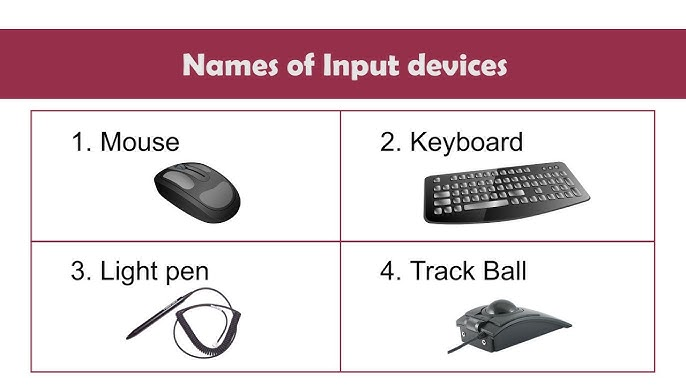 Names of Input devices
1. Mouse
2. Keyboard
3. Light pen
4. Track Ball